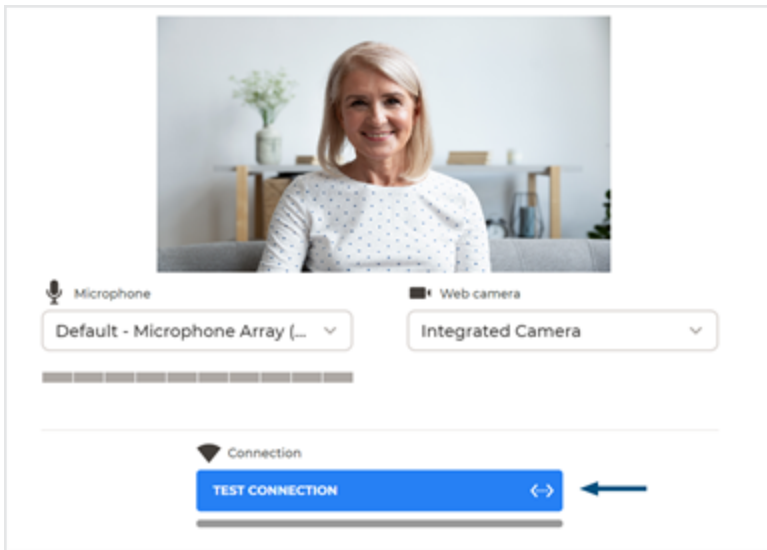 Microphone
Web camera
Default - Microphone Array (...
Integrated Camera
Connection
TEST CONNECTION